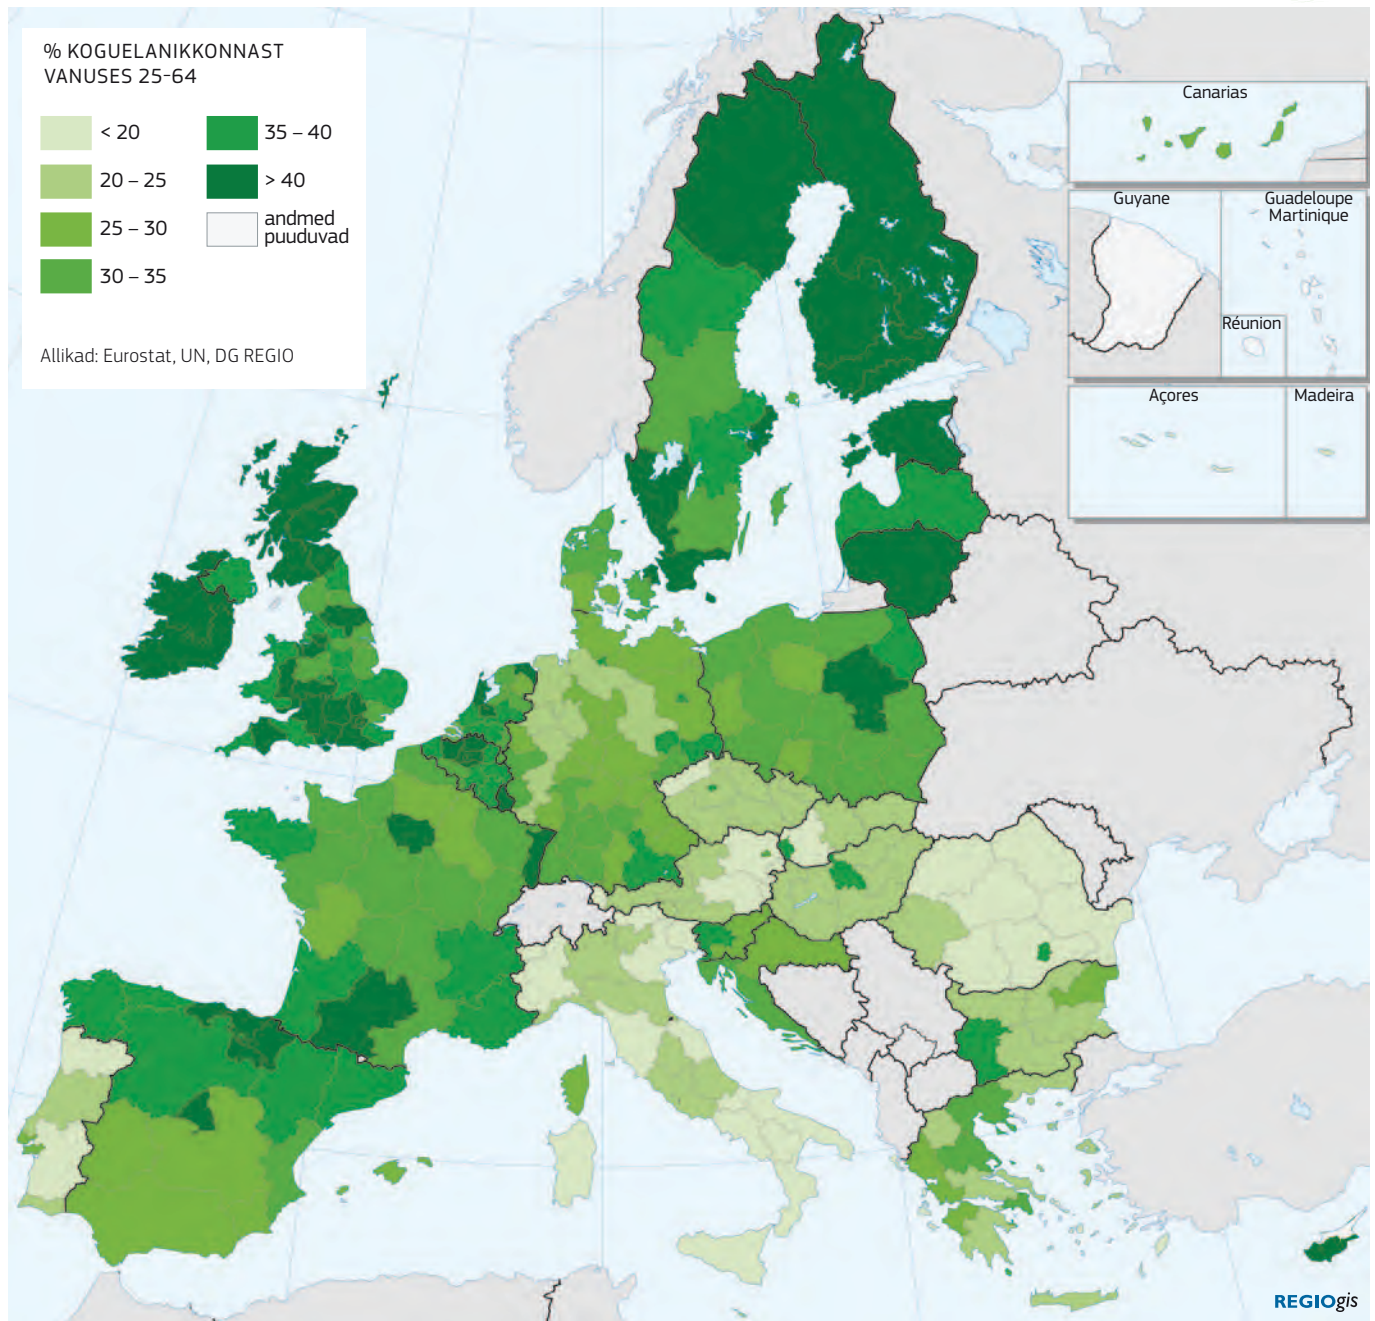 % KOGUELANIKKONNAST
VANUSES 25-64
< 20
20 – 25
25 – 30
30 – 35
35 – 40
> 40
andmed
puuduvad
Allikad: Eurostat, UN, DG REGIO
Canarias
Guyane
Guadeloupe
Martinique
Réunion
Açores
Madeira
REGIOgis